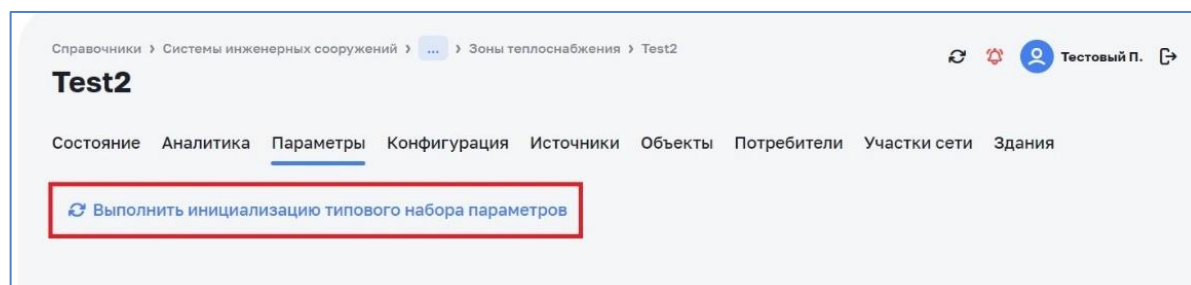 Справочники › Системы инженерных сооружений › ... › Зоны теплоснабжения › Test2
Тестовый П.
Test2
Состояние Аналитика Параметры Конфигурация Источники Объекты Потребители Участки сети Здания
Выполнить инициализацию типового набора параметров